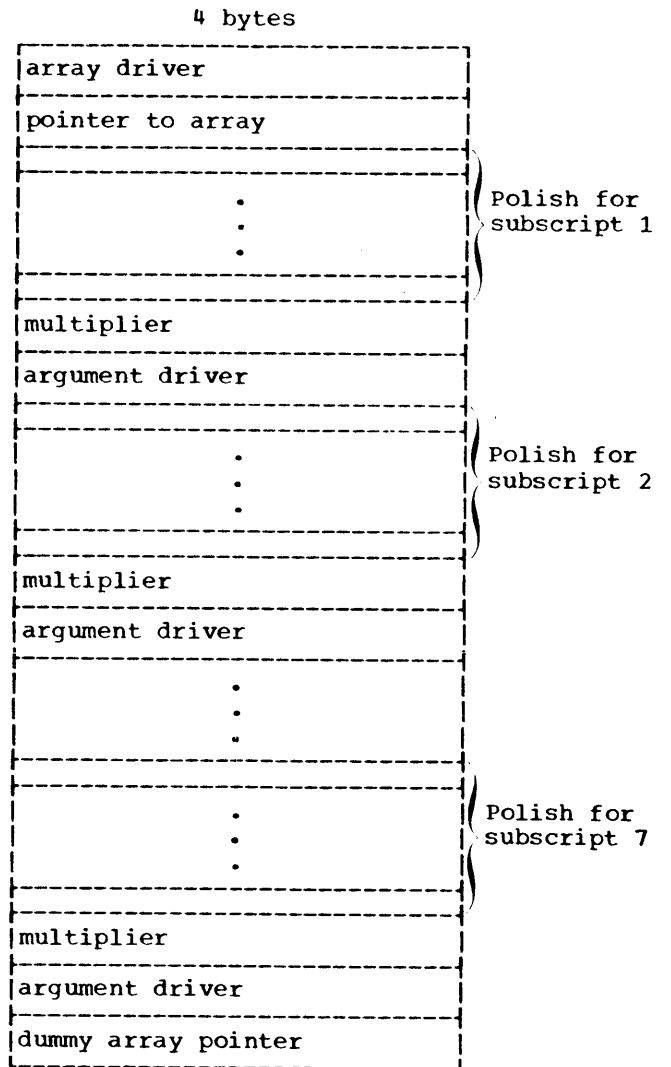 4 bytes
array driver
pointer to array
Polish for
subscript 1
multiplier
argument driver
Polish for
subscript 2
multiplier
argument driver
Polish for
subscript 7
multiplier
argument driver
dummy array pointer